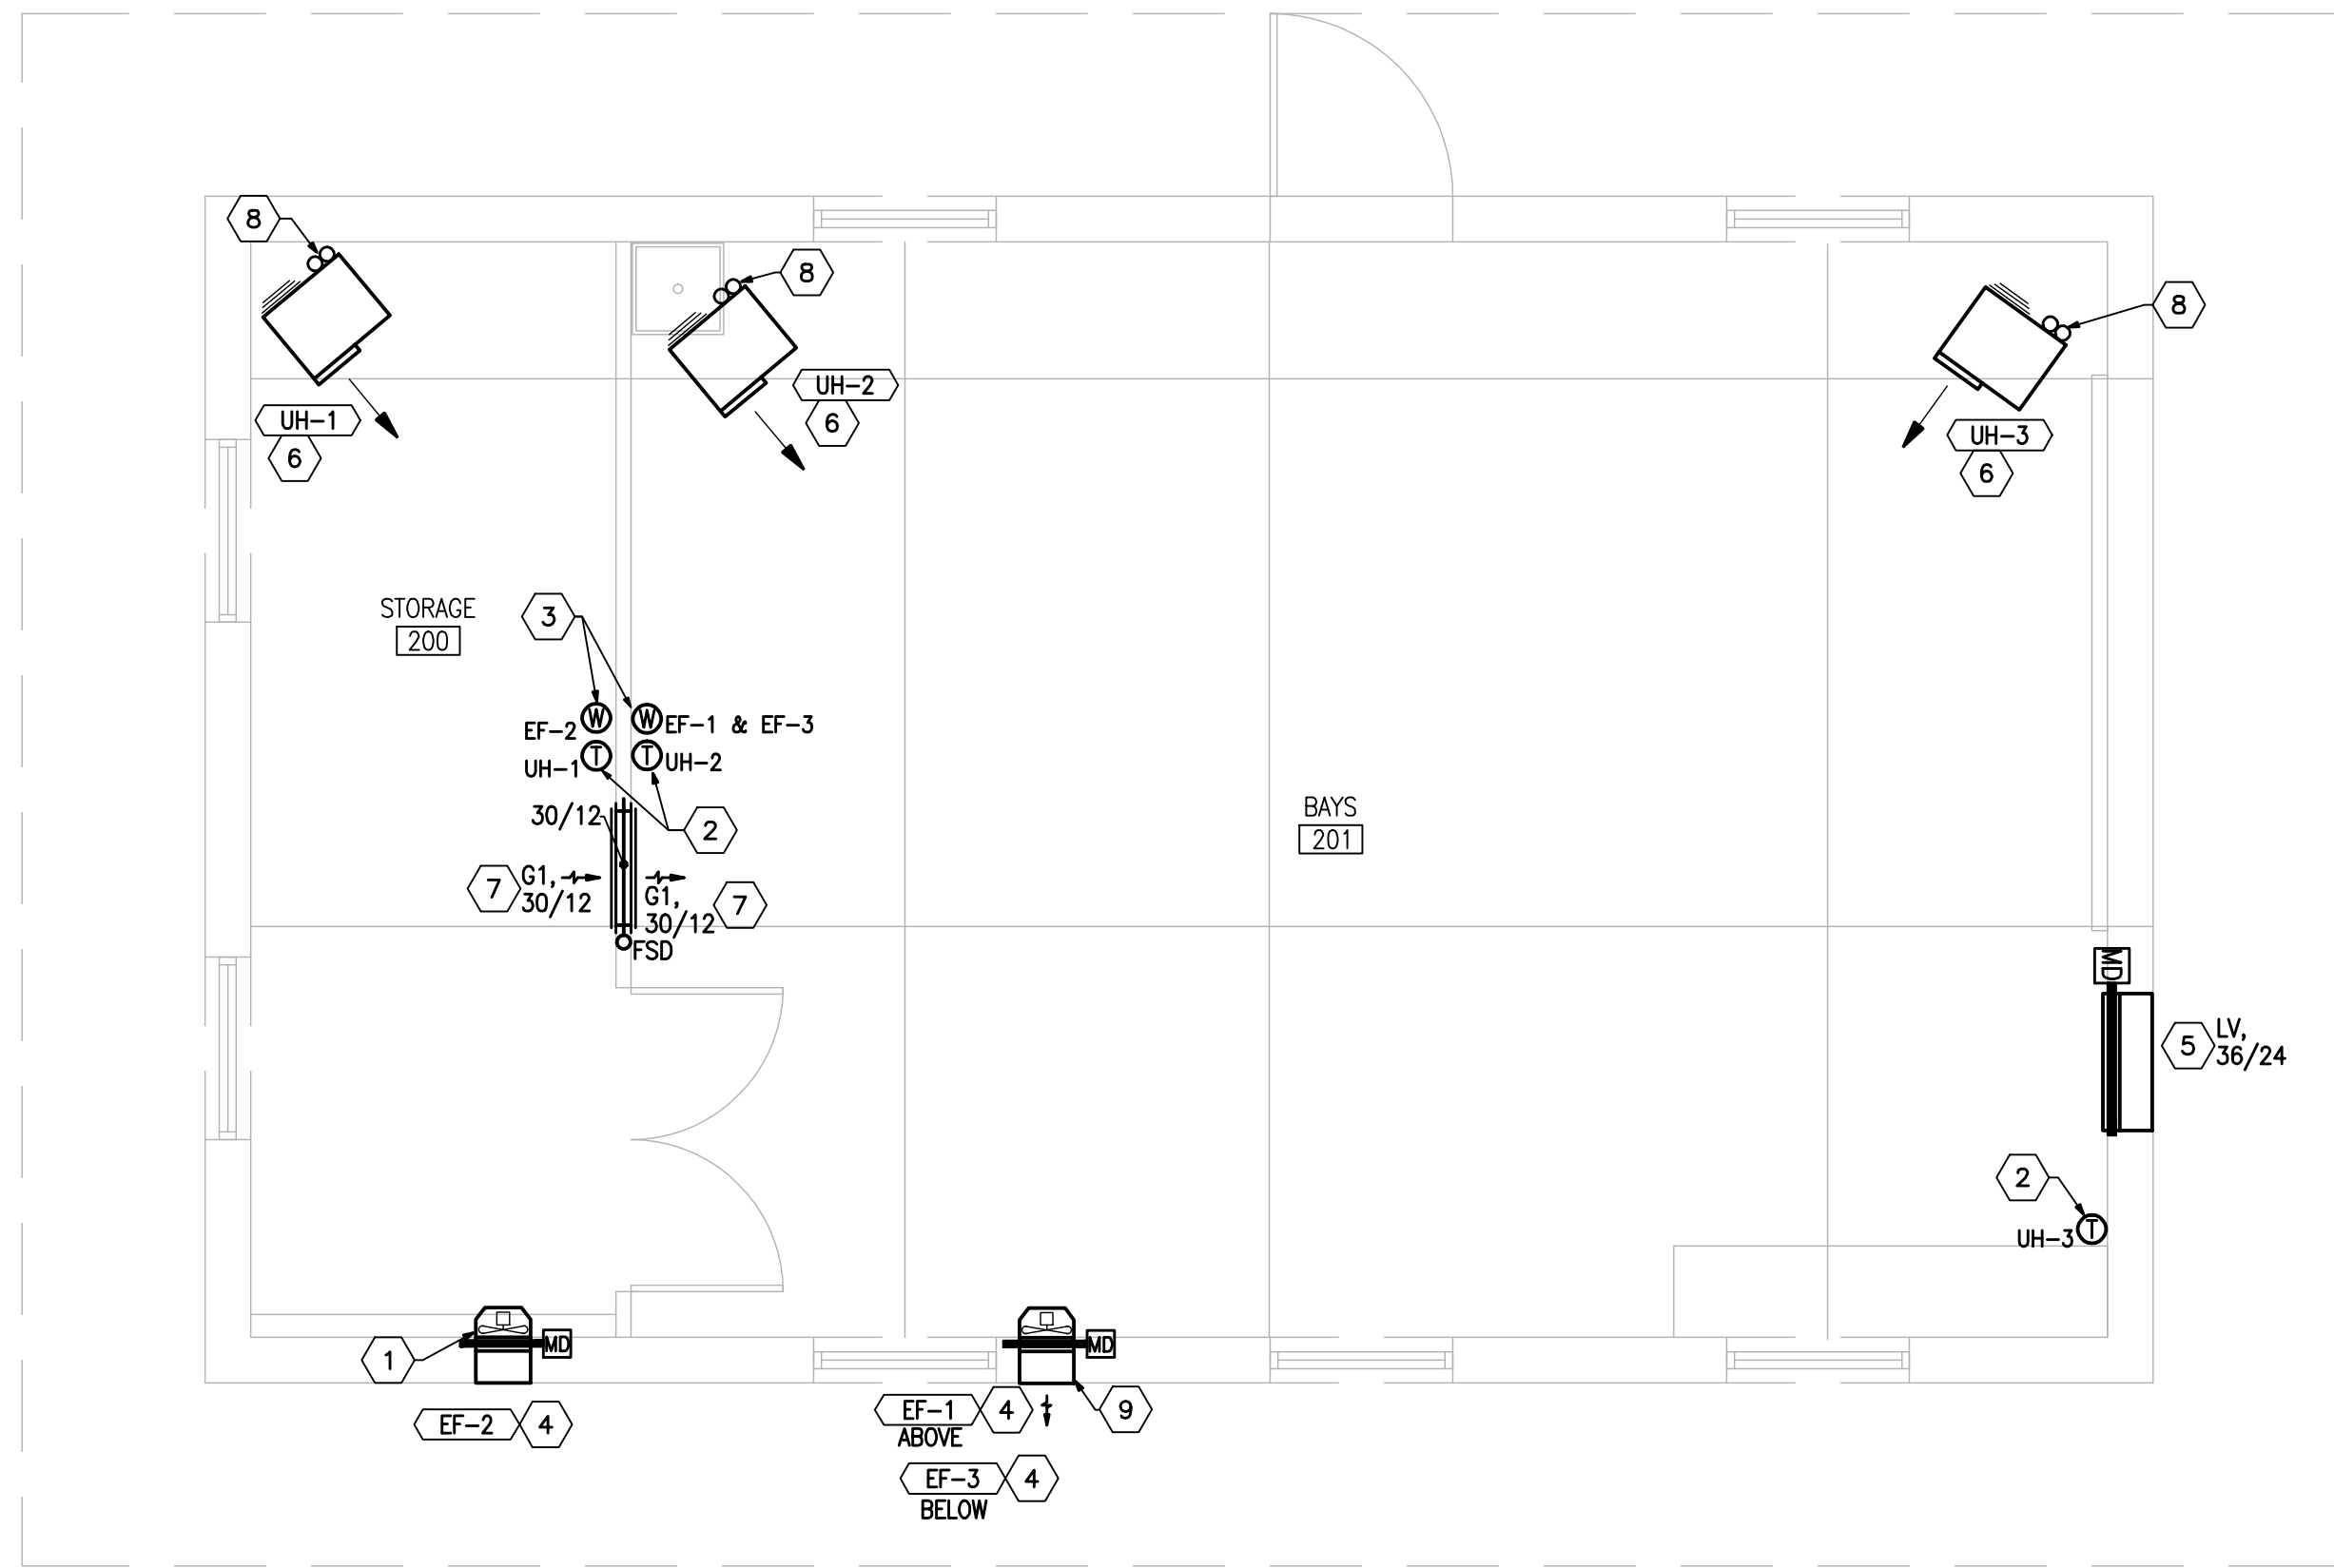 8
8
8
UH-2
6
UH-1
6
UH-3
6
STORAGE
200
3
W
W
EF-2
EF-1 & EF-3
T
T
UH-1
UH-2
30/12
2
BAYS
201
7
G1,
30/12
G1,
30/12
7
FSD
MD
5
LV,
36/24
2
T
UH-3
1
MD
MD
EF-2
4
EF-1
4
9
ABOVE
EF-3
4
BELOW